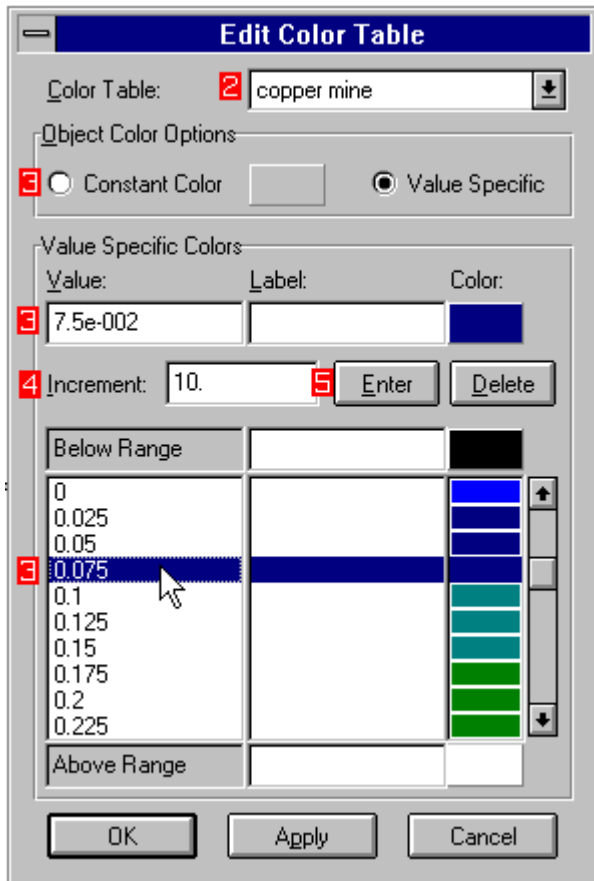 Edit Color Table
Color Table: 2 copper mine
Object Color Options
3 Constant Color Value Specific
Value Specific Colors
Value: Label: Color:
3 7.5e-002
4 Increment: 10. 5 Enter Delete
Below Range
0
0.025
0.05
3 0.075
0.1
0.125
0.15
0.175
0.2
0.225
Above Range
OK Apply Cancel